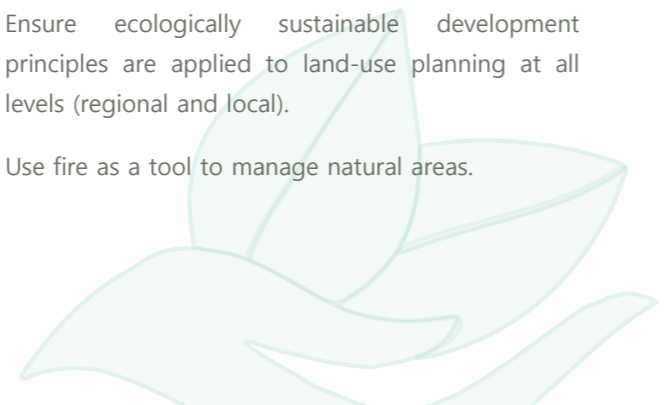 Ensure ecologically sustainable development
principles are applied to land-use planning at all
levels (regional and local).
Use fire as a tool to manage natural areas.